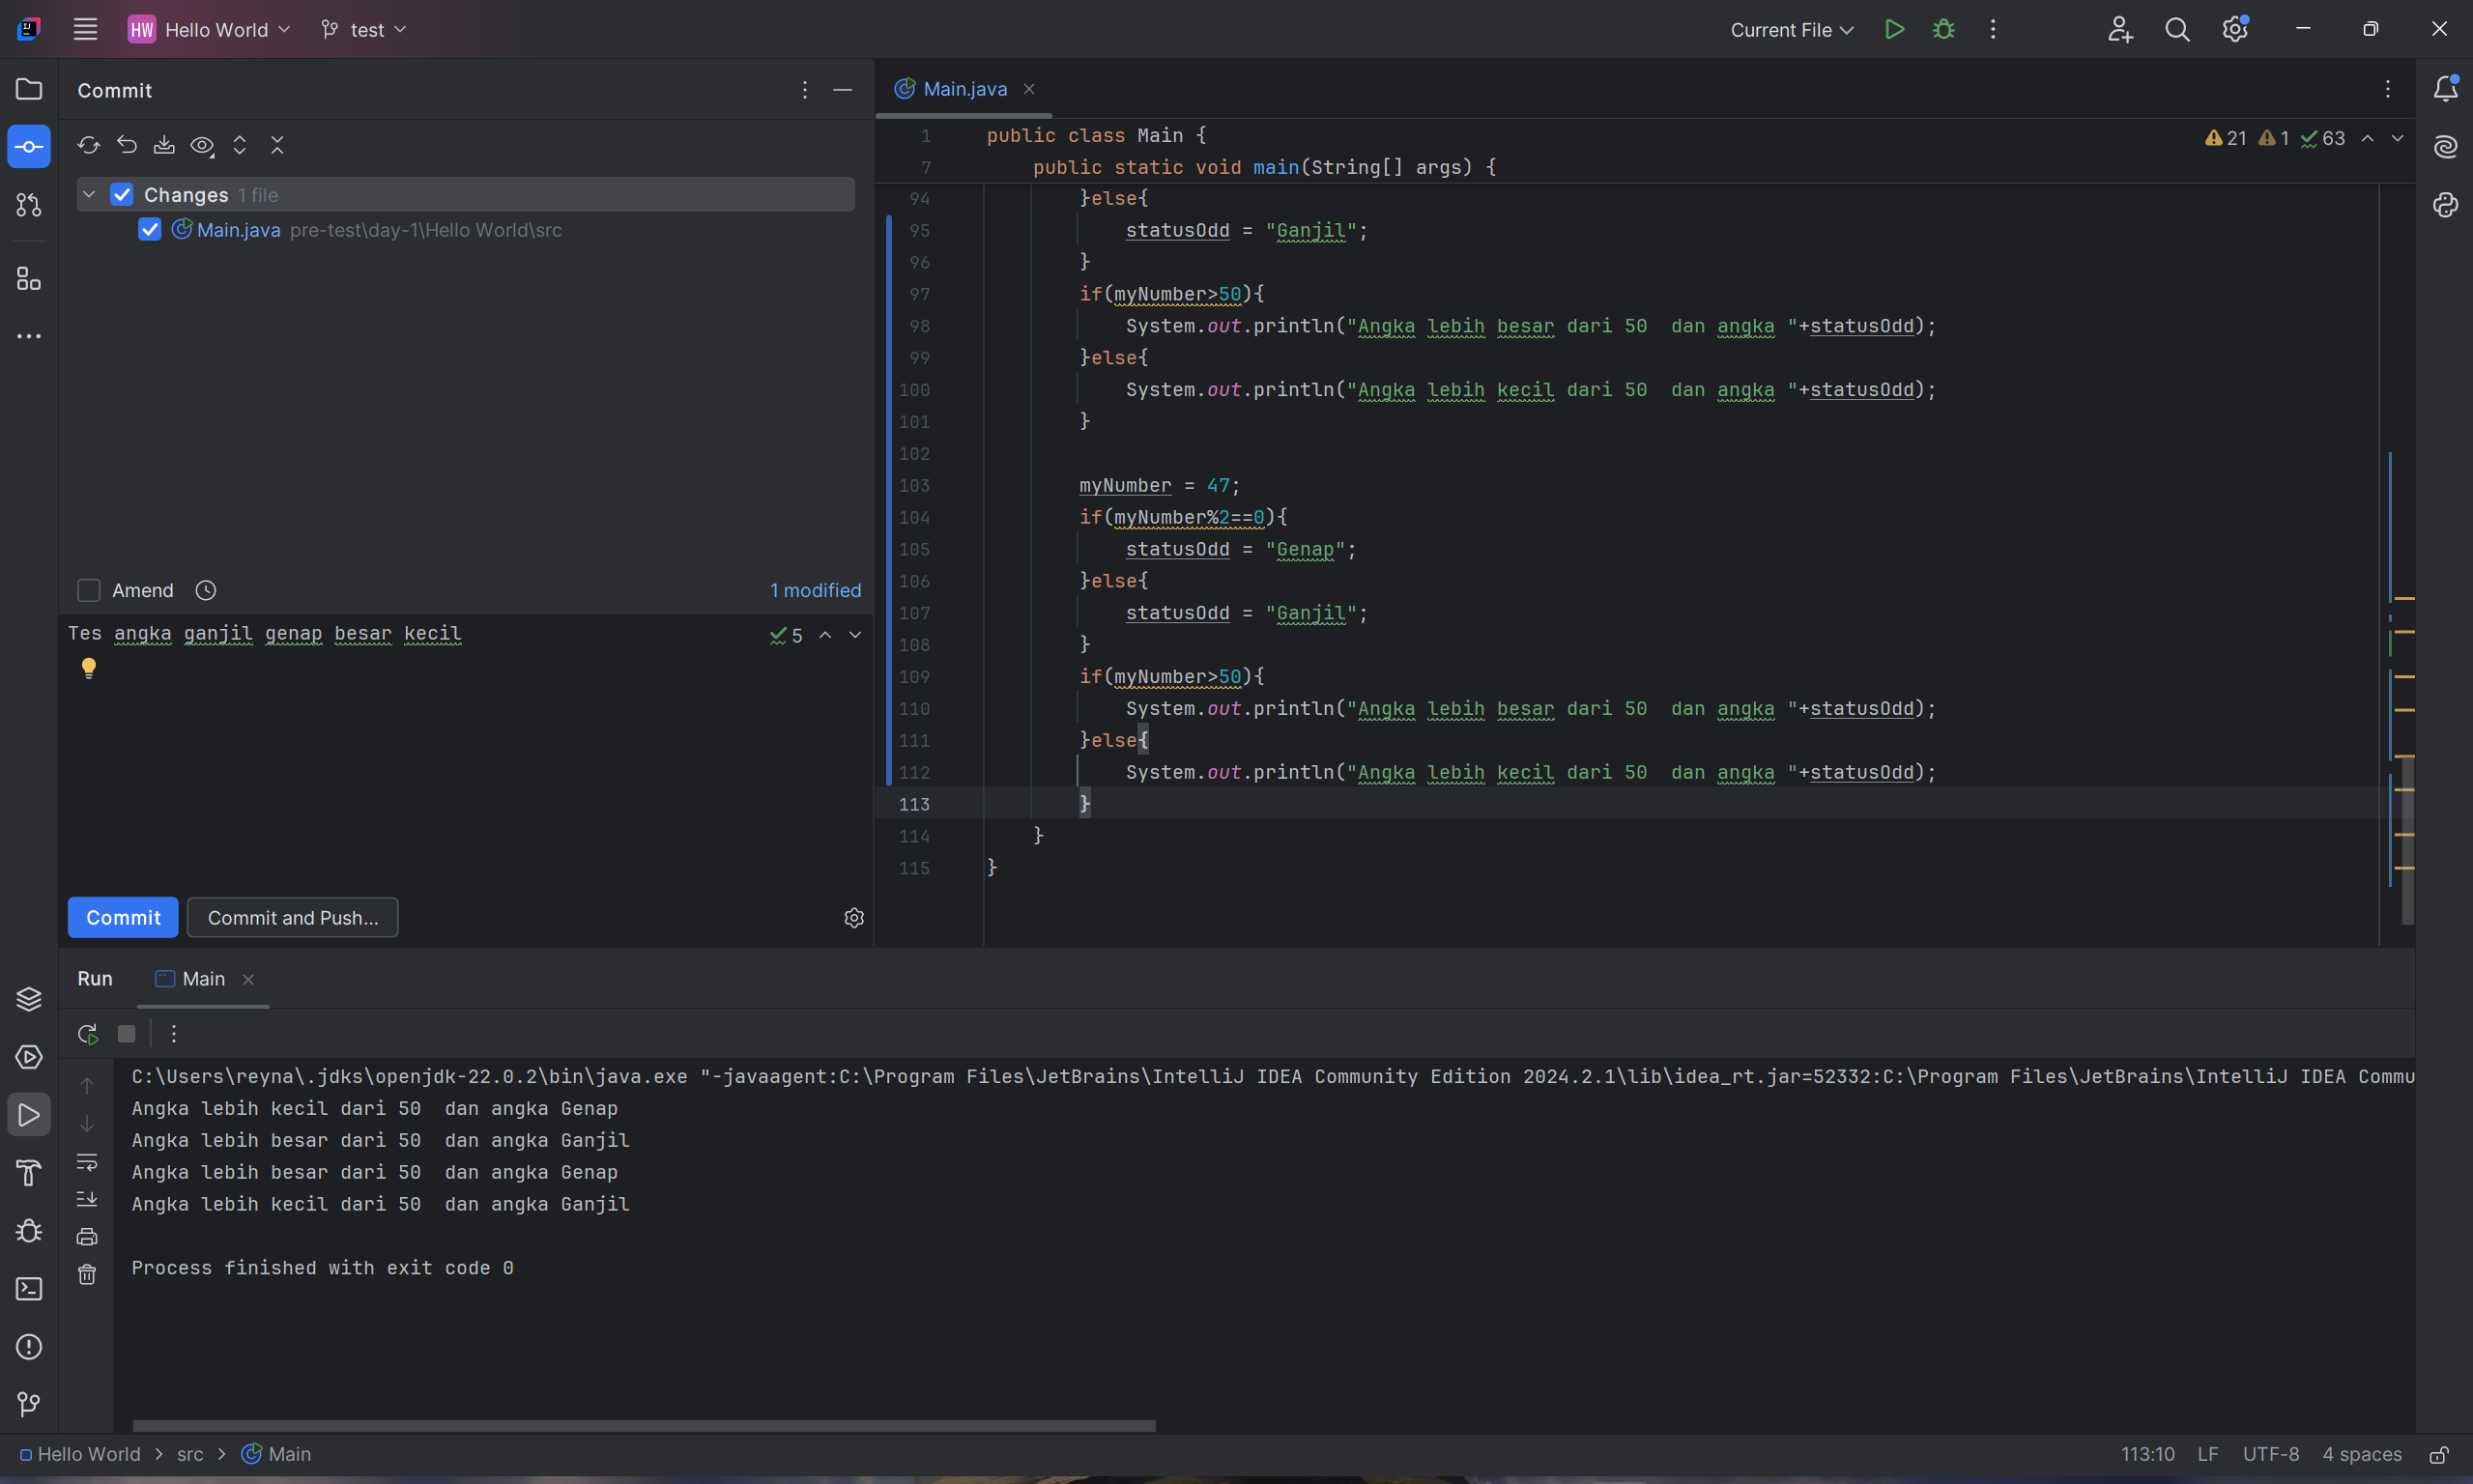 HW Hello World test Current File
Commit
Changes 1 file
Main.java pre-test\day-1\Hello World\src
Amend 1 modified
Tes angka ganjil genap besar kecil 5
Commit Commit and Push...
Main.java
21 1 63
1 public class Main {
7 public static void main(String[] args) {
94 }else{
95 statusOdd = "Ganjil";
96 }
97 if(myNumber>50){
98 System.out.println("Angka lebih besar dari 50  dan angka "+statusOdd);
99 }else{
100 System.out.println("Angka lebih kecil dari 50  dan angka "+statusOdd);
101 }
102
103 myNumber = 47;
104 if(myNumber%2==0){
105 statusOdd = "Genap";
106 }else{
107 statusOdd = "Ganjil";
108 }
109 if(myNumber>50){
110 System.out.println("Angka lebih besar dari 50  dan angka "+statusOdd);
111 }else{
112 System.out.println("Angka lebih kecil dari 50  dan angka "+statusOdd);
113 }
114 }
115 }
Run Main
C:\Users\reyna\.jdks\openjdk-22.0.2\bin\java.exe "-javaagent:C:\Program Files\JetBrains\IntelliJ IDEA Community Edition 2024.2.1\lib\idea_rt.jar=52332:C:\Program Files\JetBrains\IntelliJ IDEA Commu
Angka lebih kecil dari 50  dan angka Genap
Angka lebih besar dari 50  dan angka Ganjil
Angka lebih besar dari 50  dan angka Genap
Angka lebih kecil dari 50  dan angka Ganjil
Process finished with exit code 0
Hello World > src > Main 113:10 LF UTF-8 4 spaces